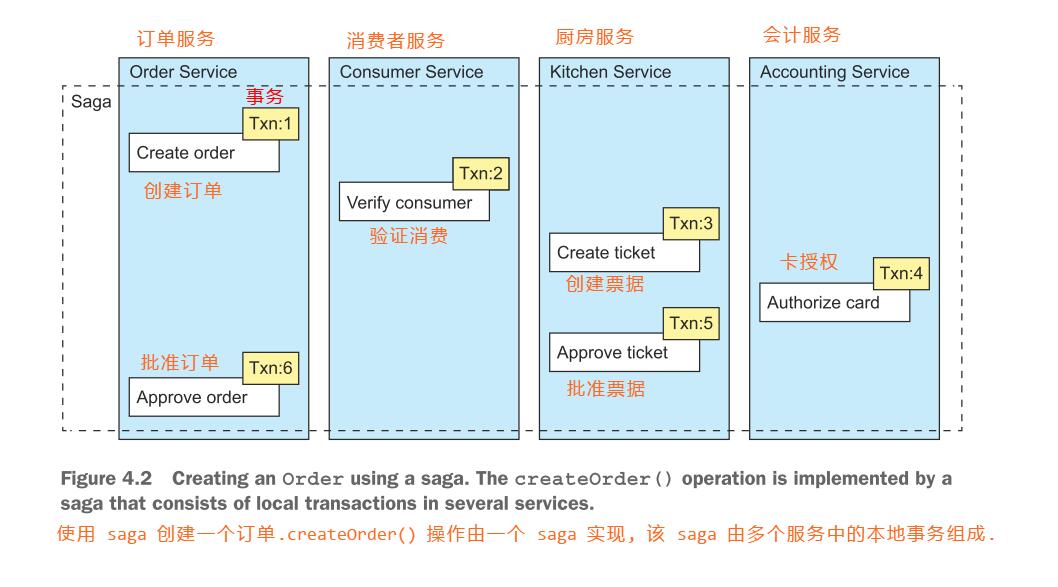 订单服务
消费者服务
厨房服务
会计服务
Order Service
Consumer Service
Kitchen Service
Accounting Service
Saga
事务
Txn:1
Create order
创建订单
Txn:2
Verify consumer
验证消费
Txn:3
Create ticket
创建票据
卡授权
Txn:4
Authorize card
Txn:5
Approve ticket
批准票据
批准订单
Txn:6
Approve order
Figure 4.2 Creating an Order using a saga. The createOrder() operation is implemented by a
saga that consists of local transactions in several services.
使用 saga 创建一个订单.createOrder() 操作由一个 saga 实现, 该 saga 由多个服务中的本地事务组成.